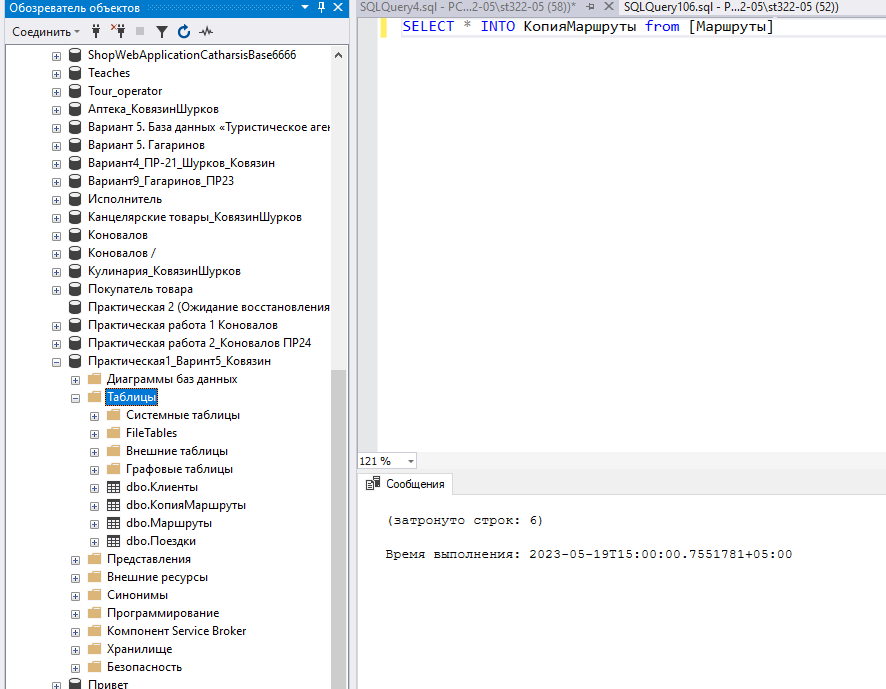 Обозреватель объектов
Соединить
ShopWebApplicationCatharsisBase6666
Teaches
Tour_operator
Аптека_КовязинШурков
Вариант 5. База данных «Туристическое аген
Вариант 5. Гагаринов
Вариант4_ПР-21_Шурков_Ковязин
Вариант9_Гагаринов_ПР23
Исполнитель
Канцелярские товары_КовязинШурков
Коновалов
Коновалов /
Кулинария_КовязинШурков
Покупатель товара
Практическая 2 (Ожидание восстановления
Практическая работа 1 Коновалов
Практическая работа 2_Коновалов ПР24
Практическая1_Варинт5_Ковязин
Диаграммы баз данных
Таблицы
Системные таблицы
FileTables
Внешние таблицы
Графовые таблицы
dbo.Клиенты
dbo.КопияМаршруты
dbo.Маршруты
dbo.Поездки
Представления
Внешние ресурсы
Синонимы
Программирование
Компонент Service Broker
Хранилище
Безопасность
Привет
SQLQuery4.sql - PC...2-05\st322-05 (58))*
SQLQuery106.sql - P...2-05\st322-05 (52))
SELECT * INTO КопияМаршруты from [Маршруты]
121 %
Сообщения
(затронуто строк: 6)
Время выполнения: 2023-05-19T15:00:00.7551781+05:00